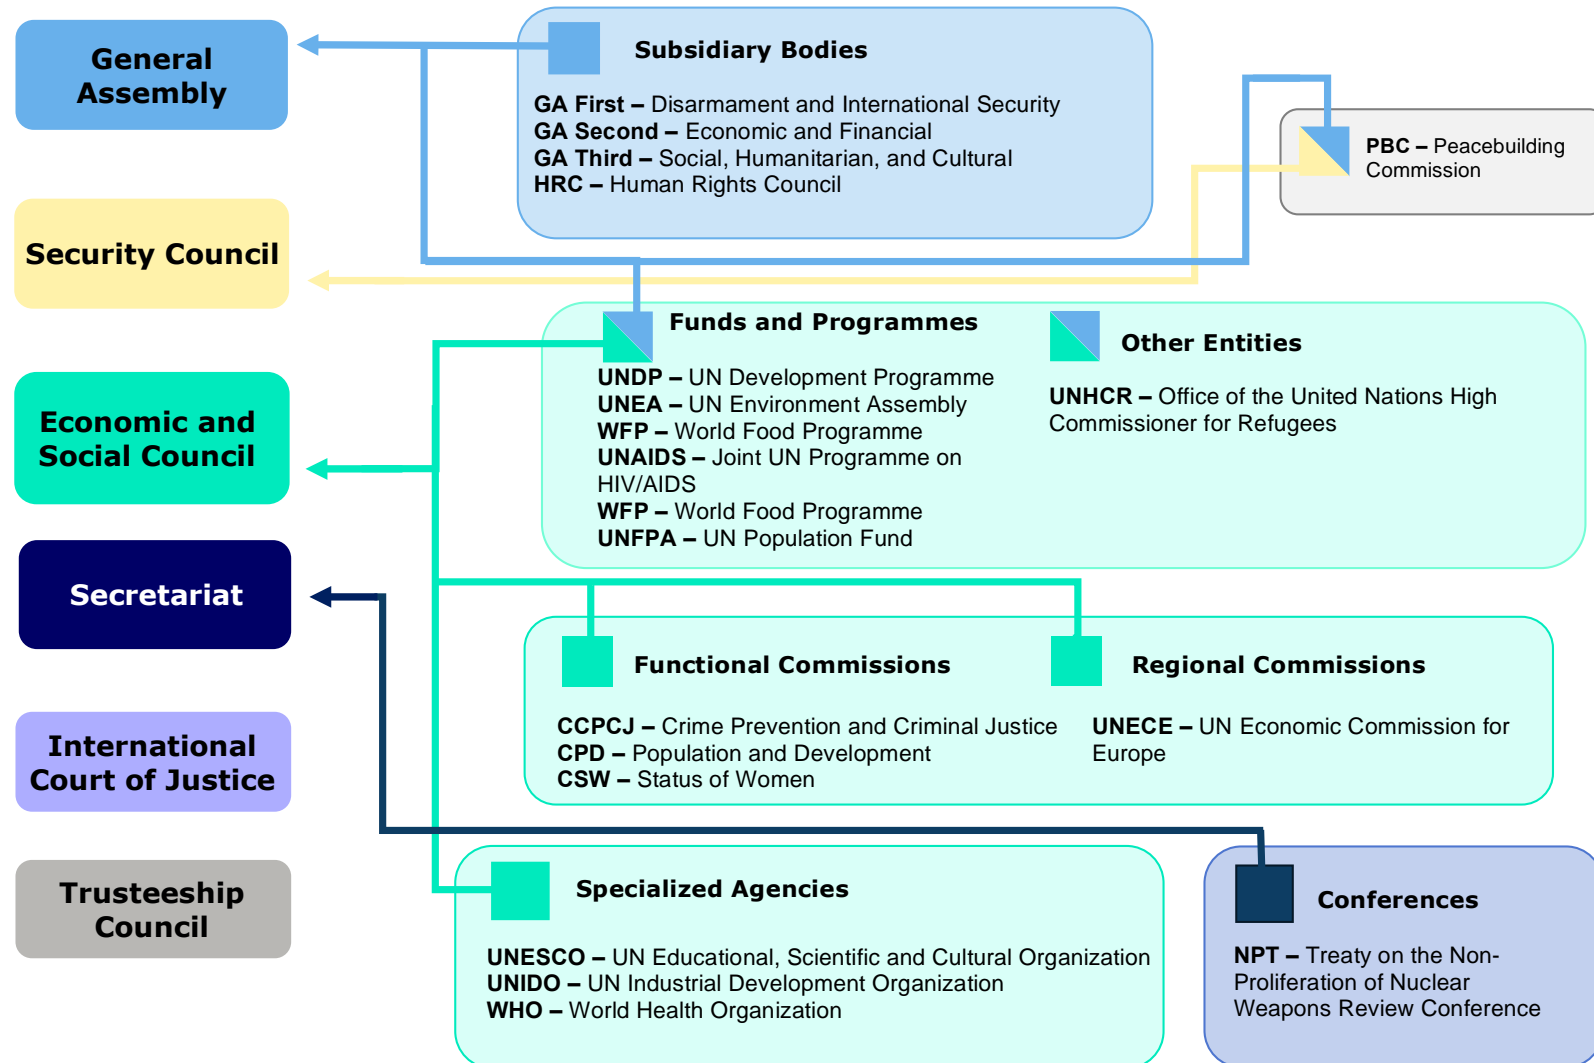 General
Assembly
Subsidiary Bodies
GA First – Disarmament and International Security
GA Second – Economic and Financial
GA Third – Social, Humanitarian, and Cultural
HRC – Human Rights Council
PBC – Peacebuilding
Commission
Security Council
Funds and Programmes
UNDP – UN Development Programme
UNEA – UN Environment Assembly
WFP – World Food Programme
UNAIDS – Joint UN Programme on
HIV/AIDS
WFP – World Food Programme
UNFPA – UN Population Fund
Other Entities
UNHCR – Office of the United Nations High
Commissioner for Refugees
Economic and
Social Council
Secretariat
Functional Commissions
CCPCJ – Crime Prevention and Criminal Justice
CPD – Population and Development
CSW – Status of Women
Regional Commissions
UNECE – UN Economic Commission for
Europe
International
Court of Justice
Trusteeship
Council
Specialized Agencies
UNESCO – UN Educational, Scientific and Cultural Organization
UNIDO – UN Industrial Development Organization
WHO – World Health Organization
Conferences
NPT – Treaty on the Non-
Proliferation of Nuclear
Weapons Review Conference